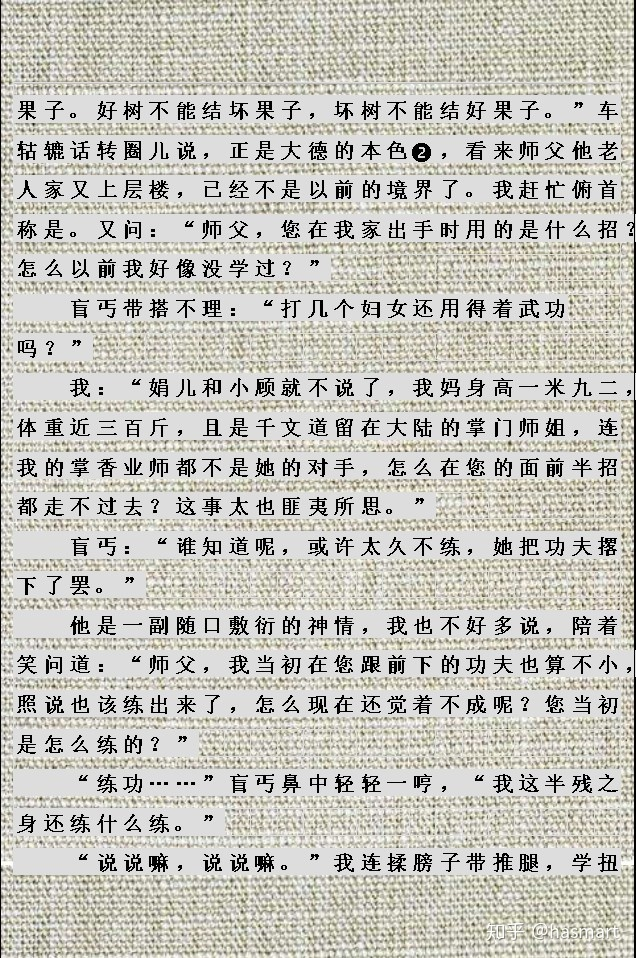 果子。好树不能结坏果子，坏树不能结好果子。”车
轱辘话转圈儿说，正是大德的本色❷，看来师父他老
人家又上层楼，已经不是以前的境界了。我赶忙俯首
称是。又问：“师父，您在我家出手时用的是什么招？
怎么以前我好像没学过？”
盲丐带搭不理：“打几个妇女还用得着武功
吗？”
我：“娟儿和小顾就不说了，我妈身高一米九二，
体重近三百斤，且是千文道留在大陆的掌门师姐，连
我的掌香业师都不是她的对手，怎么在您的面前半招
都走不过去？这事太也匪夷所思。”
盲丐：“谁知道呢，或许太久不练，她把功夫撂
下了罢。”
他是一副随口敷衍的神情，我也不好多说，陪着
笑问道：“师父，我当初在您跟前下的功夫也算不小，
照说也该练出来了，怎么现在还觉着不成呢？您当初
是怎么练的？”
“练功……”盲丐鼻中轻轻一哼，“我这半残之
身还练什么练。”
“说说嘛，说说嘛。”我连揉膀子带推腿，学扭
知乎 @hasmart